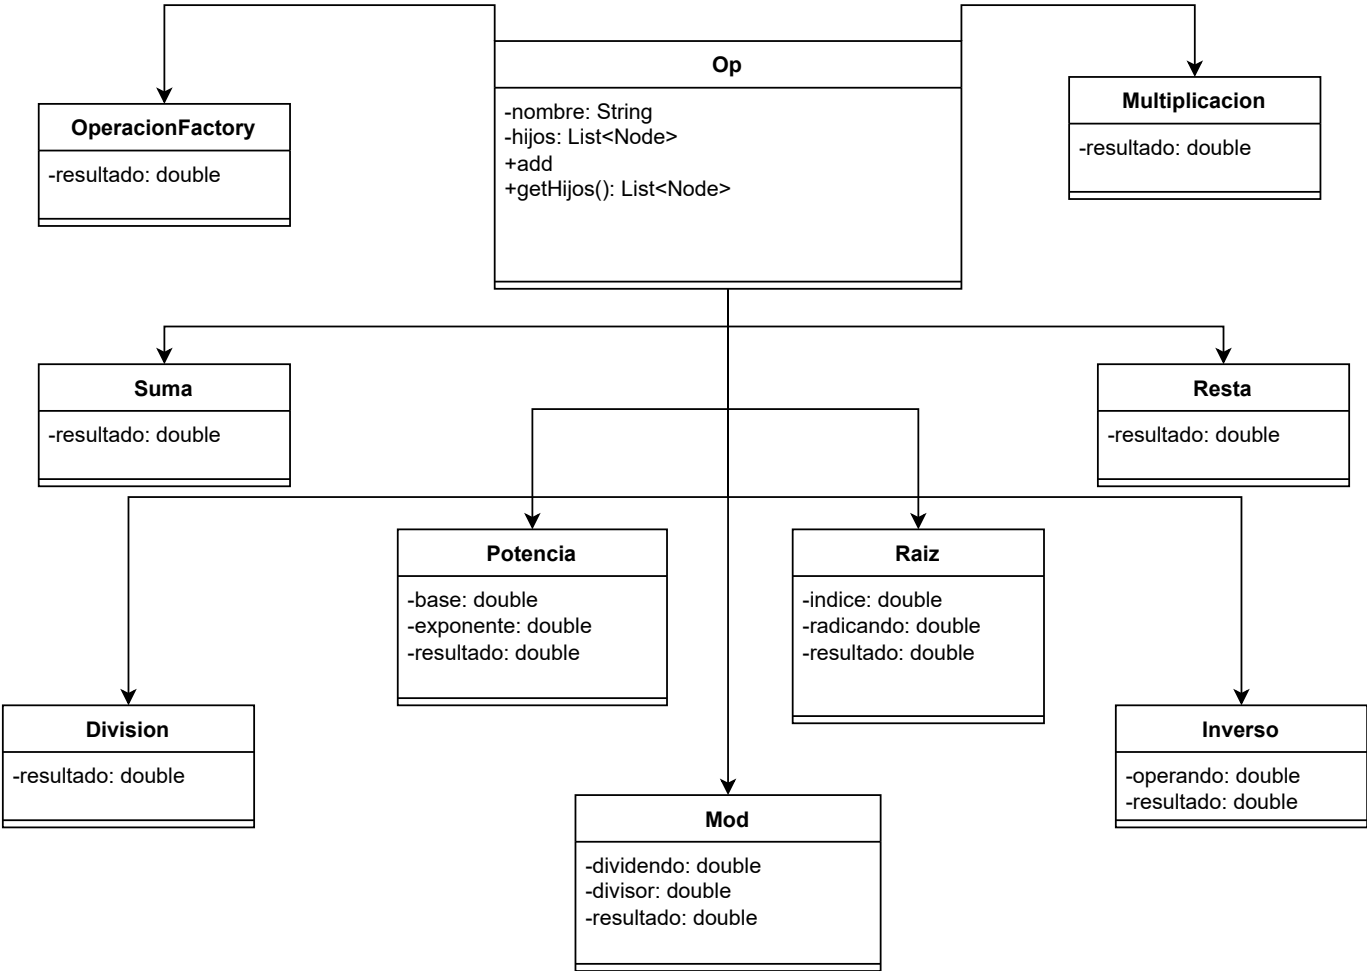 Op
-nombre: String
-hijos: List<Node>
+add
+getHijos(): List<Node>
OperacionFactory
-resultado: double
Multiplicacion
-resultado: double
Suma
-resultado: double
Resta
-resultado: double
Potencia
-base: double
-exponente: double
-resultado: double
Raiz
-indice: double
-radicando: double
-resultado: double
Division
-resultado: double
Inverso
-operando: double
-resultado: double
Mod
-dividendo: double
-divisor: double
-resultado: double